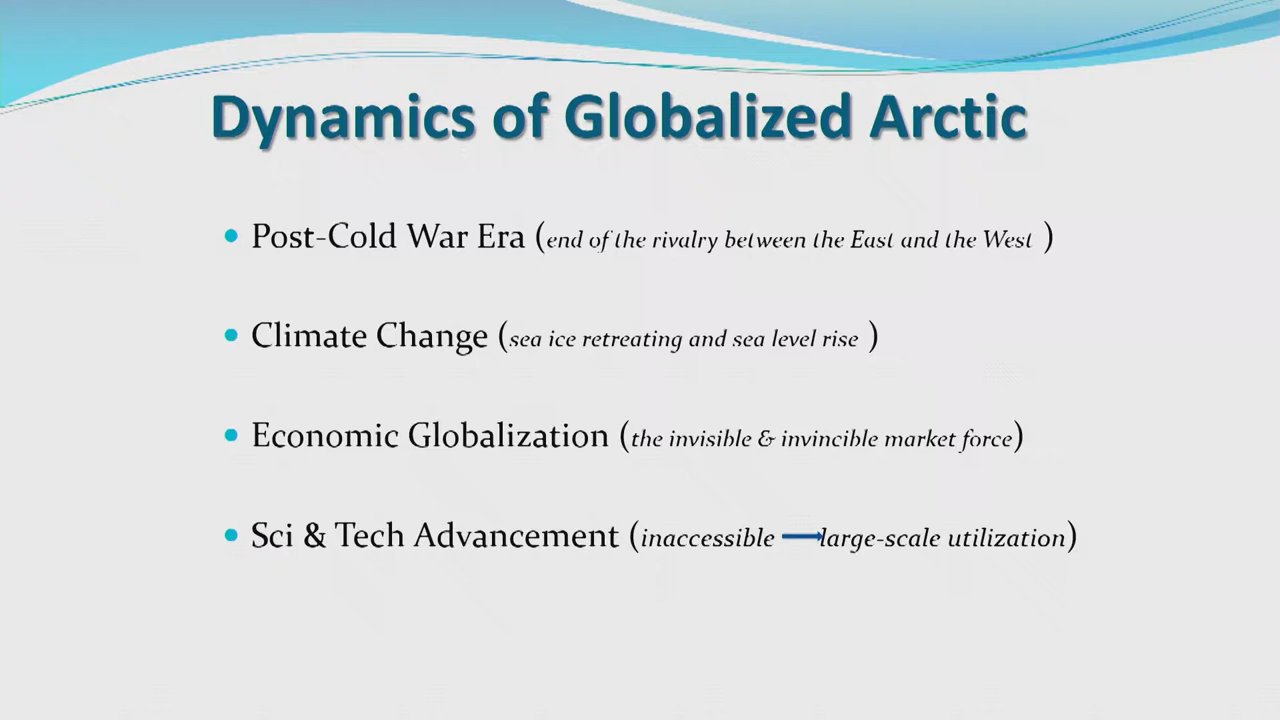 Dynamics of Globalized Arctic
• Post-Cold War Era (end of the rivalry between the East and the West )
• Climate Change (sea ice retreating and sea level rise )
• Economic Globalization (the invisible & invincible market force)
• Sci & Tech Advancement (inaccessible → large-scale utilization)